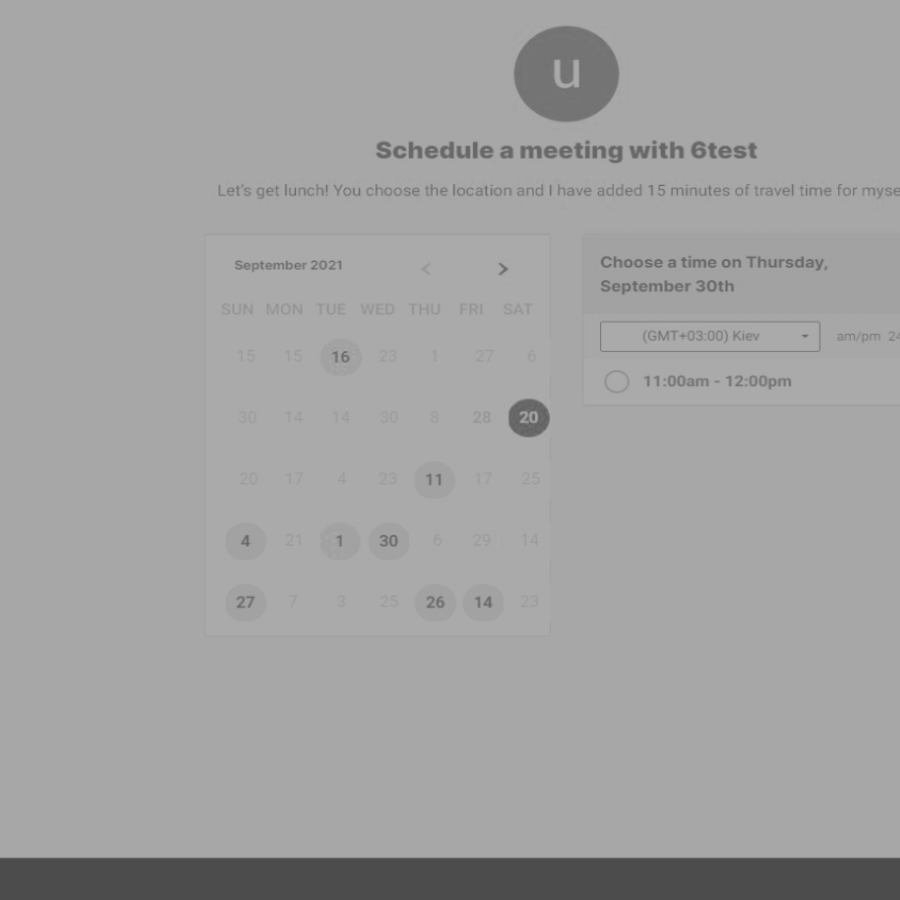 u
Schedule a meeting with 6test
Let's get lunch! You choose the location and I have added 15 minutes of travel time for myse
September 2021 < >
SUN MON TUE WED THU FRI SAT
15 15 16 23 1 27 6
30 14 14 30 8 28 20
20 17 4 23 11 17 25
4 21 1 30 6 29 14
27 7 3 25 26 14 23
Choose a time on Thursday,
September 30th
(GMT+03:00) Kiev
am/pm 24
11:00am - 12:00pm